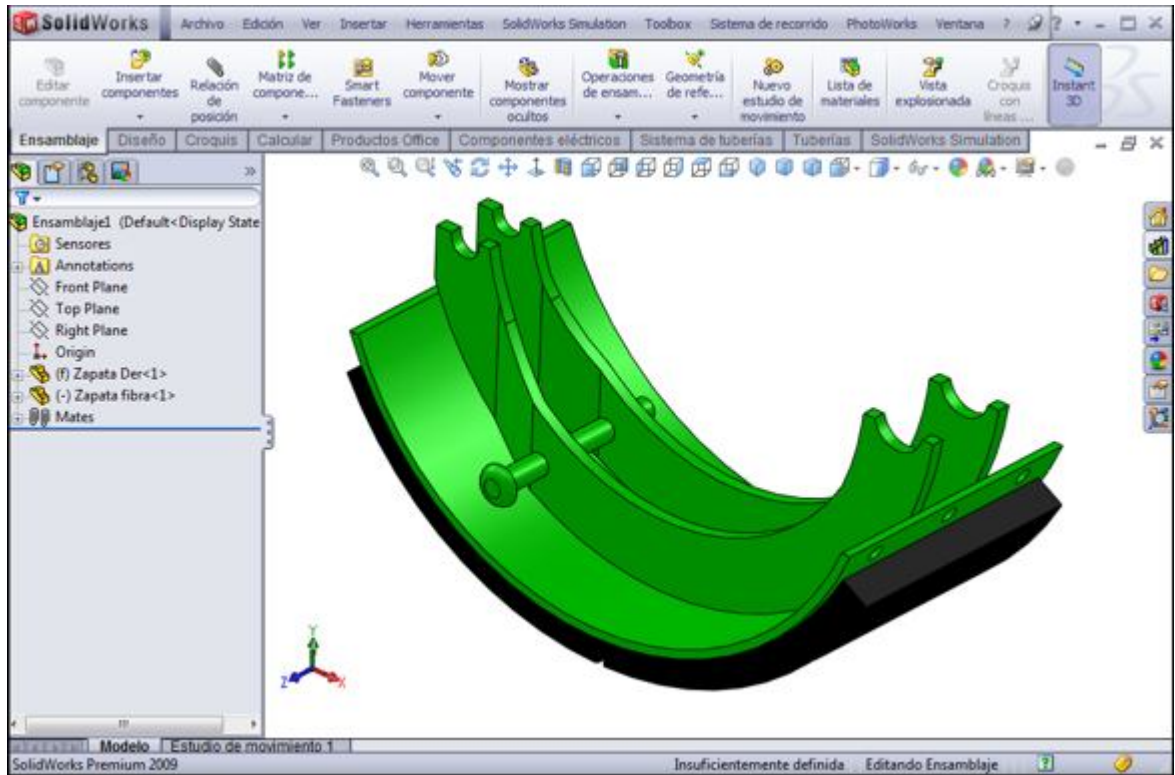 SolidWorks Archivo Edición Ver Insertar Herramientas SolidWorks Simulation Toolbox Sistema de recorrido PhotoWorks Ventana ?
Editar componente
Insertar componentes
Relación de posición
Matriz de compone...
Smart Fasteners
Mover componente
Mostrar componentes ocultos
Operaciones de ensam...
Geometría de refe...
Nuevo estudio de movimiento
Lista de materiales
Vista explosionada
Croquis con líneas ...
Instant 3D
Ensamblaje Diseño Croquis Calcular Productos Office Componentes eléctricos Sistema de tuberías Tuberías SolidWorks Simulation
Ensamblaje1 (Default<Display State
Sensores
Annotations
Front Plane
Top Plane
Right Plane
Origin
(f) Zapata Der<1>
(-) Zapata fibra<1>
Mates
Y
Z X
Modelo Estudio de movimiento 1
SolidWorks Premium 2009 Insuficientemente definida Editando Ensamblaje